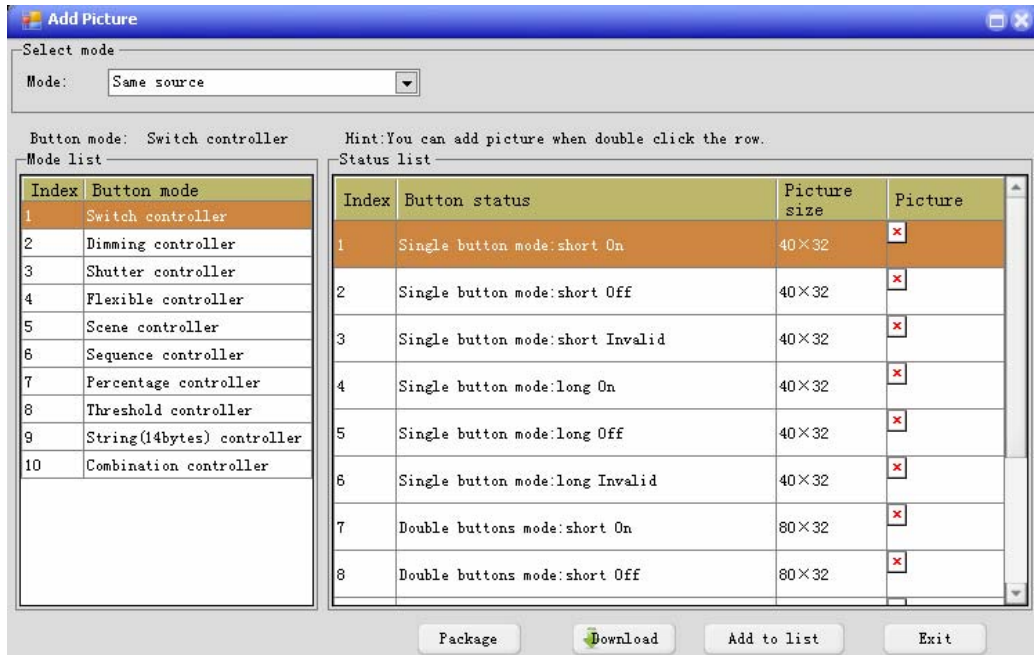 Add Picture
Select mode
Mode: Same source
Button mode: Switch controller Hint:You can add picture when double click the row.
Mode list
Index Button mode
1 Switch controller
2 Dimming controller
3 Shutter controller
4 Flexible controller
5 Scene controller
6 Sequence controller
7 Percentage controller
8 Threshold controller
9 String(14bytes) controller
10 Combination controller
Status list
Index Button status Picture size Picture
1 Single button mode:short On 40×32
2 Single button mode:short Off 40×32
3 Single button mode:short Invalid 40×32
4 Single button mode:long On 40×32
5 Single button mode:long Off 40×32
6 Single button mode:long Invalid 40×32
7 Double buttons mode:short On 80×32
8 Double buttons mode:short Off 80×32
Package Download Add to list Exit